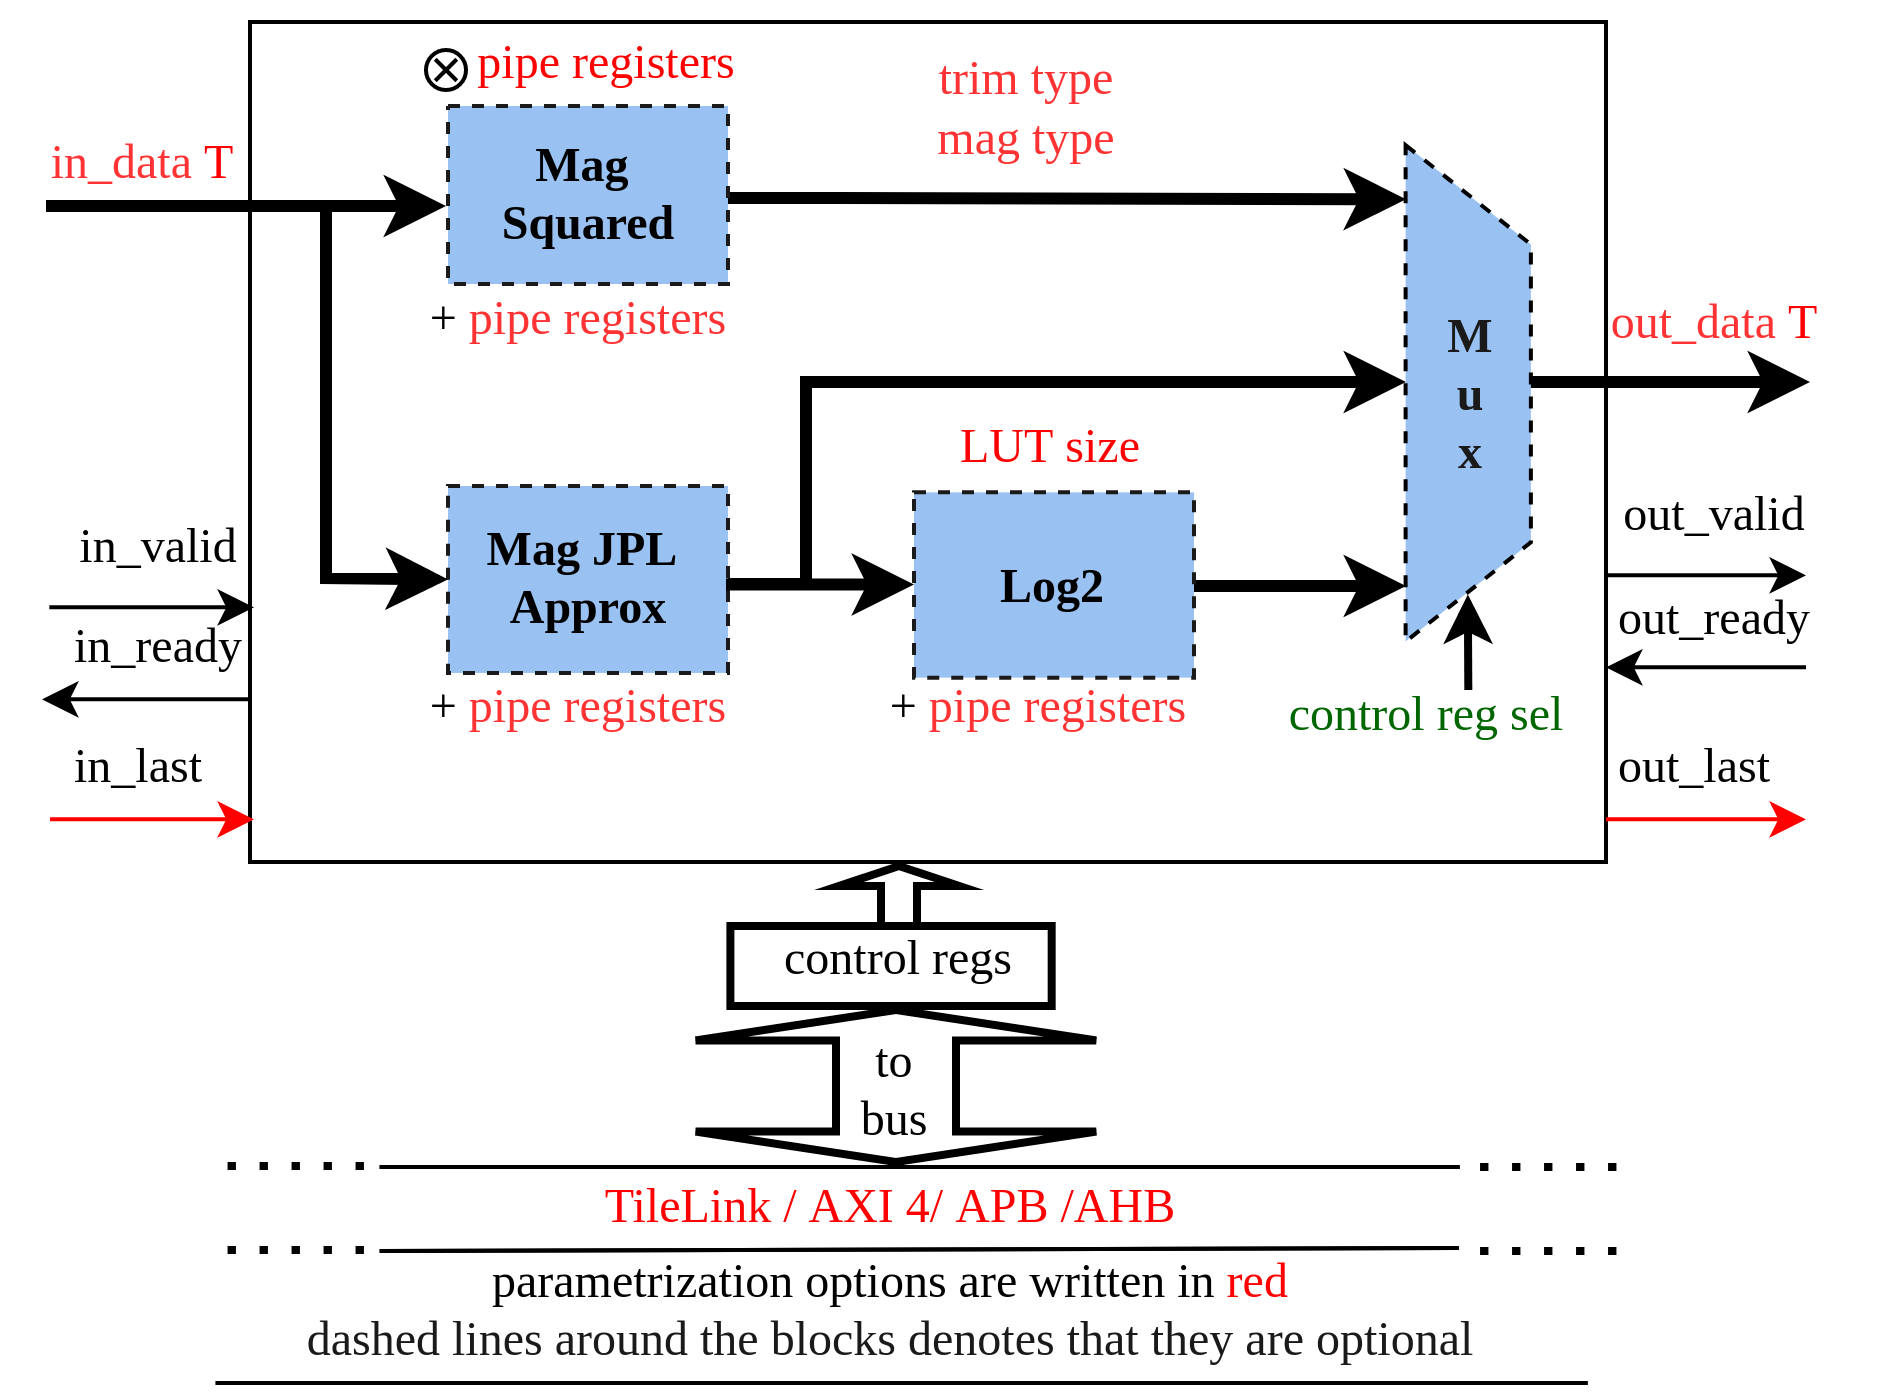 pipe registers
trim type
mag type
in_data T
Mag
Squared
+ pipe registers
out_data T
M
u
x
LUT size
in_valid
Mag JPL
Approx
Log2
out_valid
in_ready
out_ready
+ pipe registers
+ pipe registers
control reg sel
in_last
out_last
control regs
to
bus
TileLink / AXI 4/ APB /AHB
parametrization options are written in red
dashed lines around the blocks denotes that they are optional